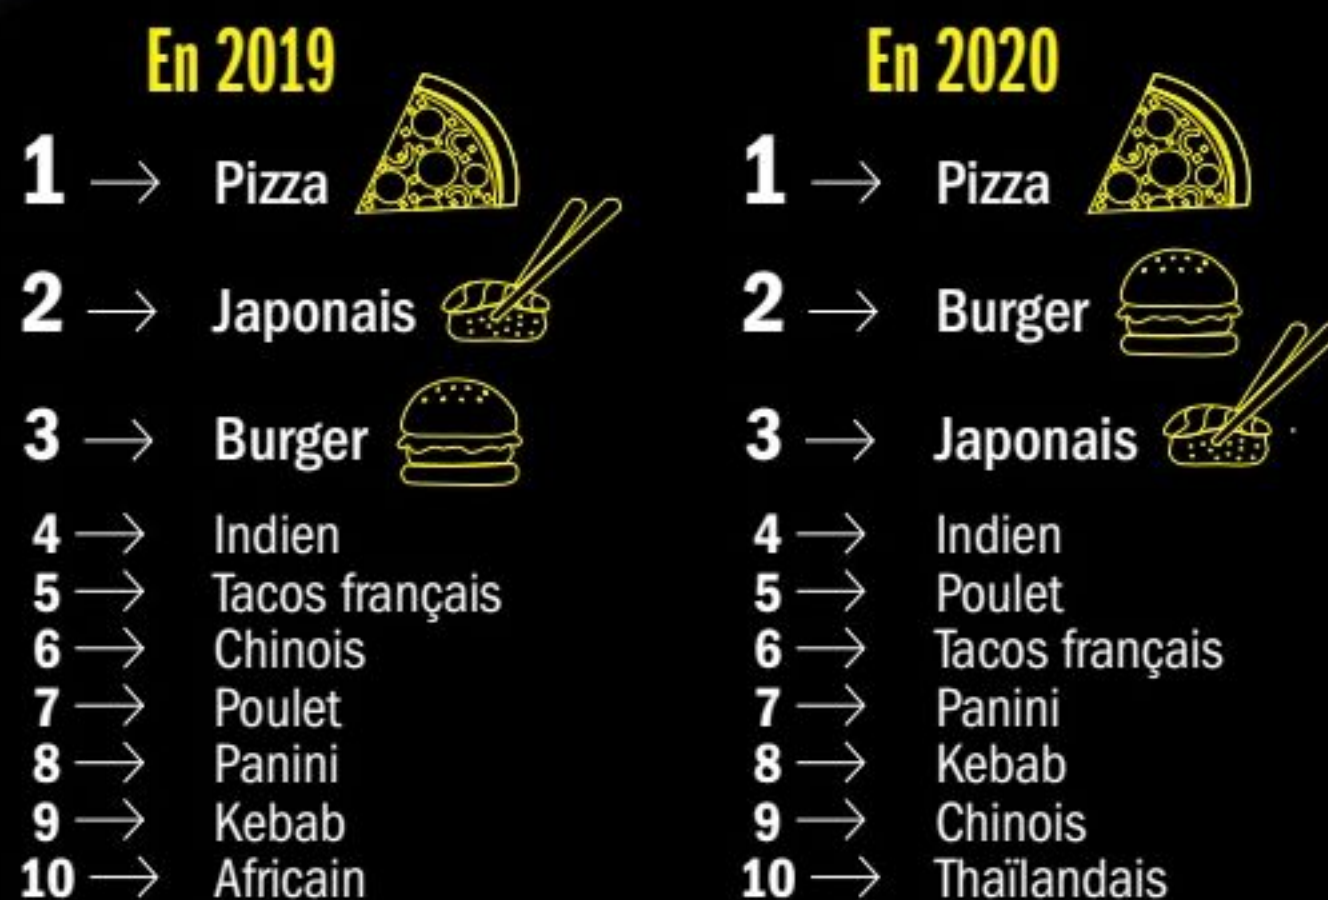 En 2019
1 → Pizza
2 → Japonais
3 → Burger
4 → Indien
5 → Tacos français
6 → Chinois
7 → Poulet
8 → Panini
9 → Kebab
10 → Africain
En 2020
1 → Pizza
2 → Burger
3 → Japonais
4 → Indien
5 → Poulet
6 → Tacos français
7 → Panini
8 → Kebab
9 → Chinois
10 → Thaïlandais